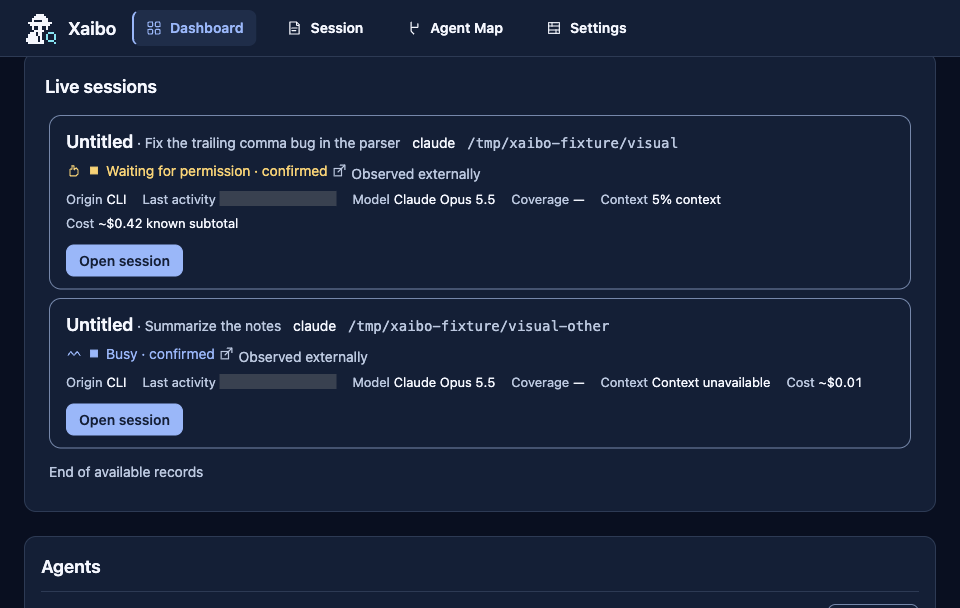 Xaibo Dashboard Session Agent Map Settings
Live sessions
Untitled · Fix the trailing comma bug in the parser claude /tmp/xaibo-fixture/visual
Waiting for permission · confirmed Observed externally
Origin CLI Last activity Model Claude Opus 5.5 Coverage — Context 5% context
Cost ~$0.42 known subtotal
Open session
Untitled · Summarize the notes claude /tmp/xaibo-fixture/visual-other
Busy · confirmed Observed externally
Origin CLI Last activity Model Claude Opus 5.5 Coverage — Context Context unavailable Cost ~$0.01
Open session
End of available records
Agents